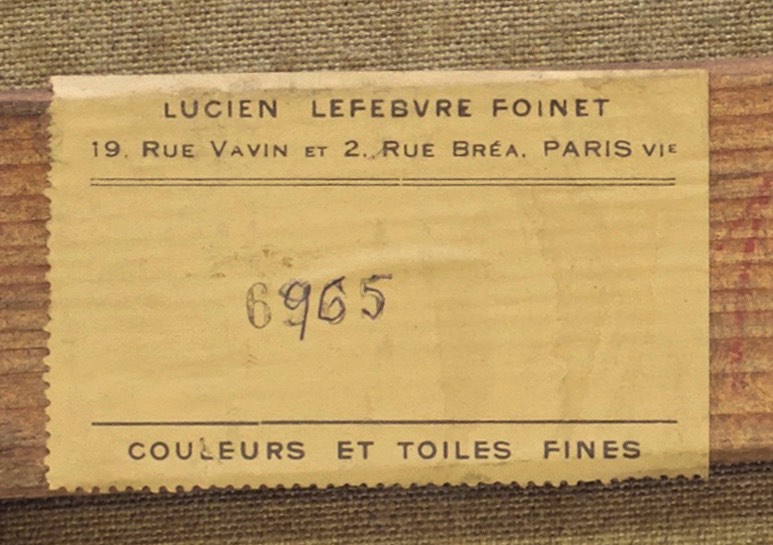 LUCIEN LEFEBVRE FOINET
19. RUE VAVIN ET 2. RUE BRÉA. PARIS VIE
6965
COULEURS ET TOILES FINES